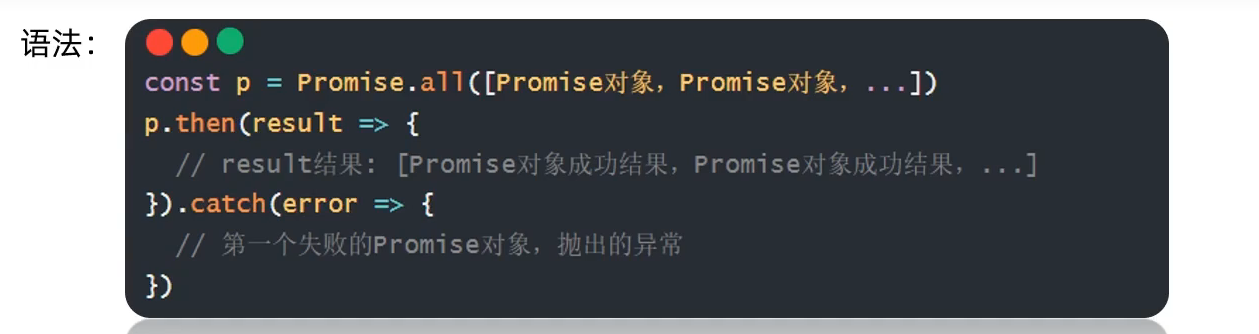 语法：
const p = Promise.all([Promise对象，Promise对象，...])
p.then(result => {
  // result结果: [Promise对象成功结果，Promise对象成功结果，...]
}).catch(error => {
  // 第一个失败的Promise对象，抛出的异常
})